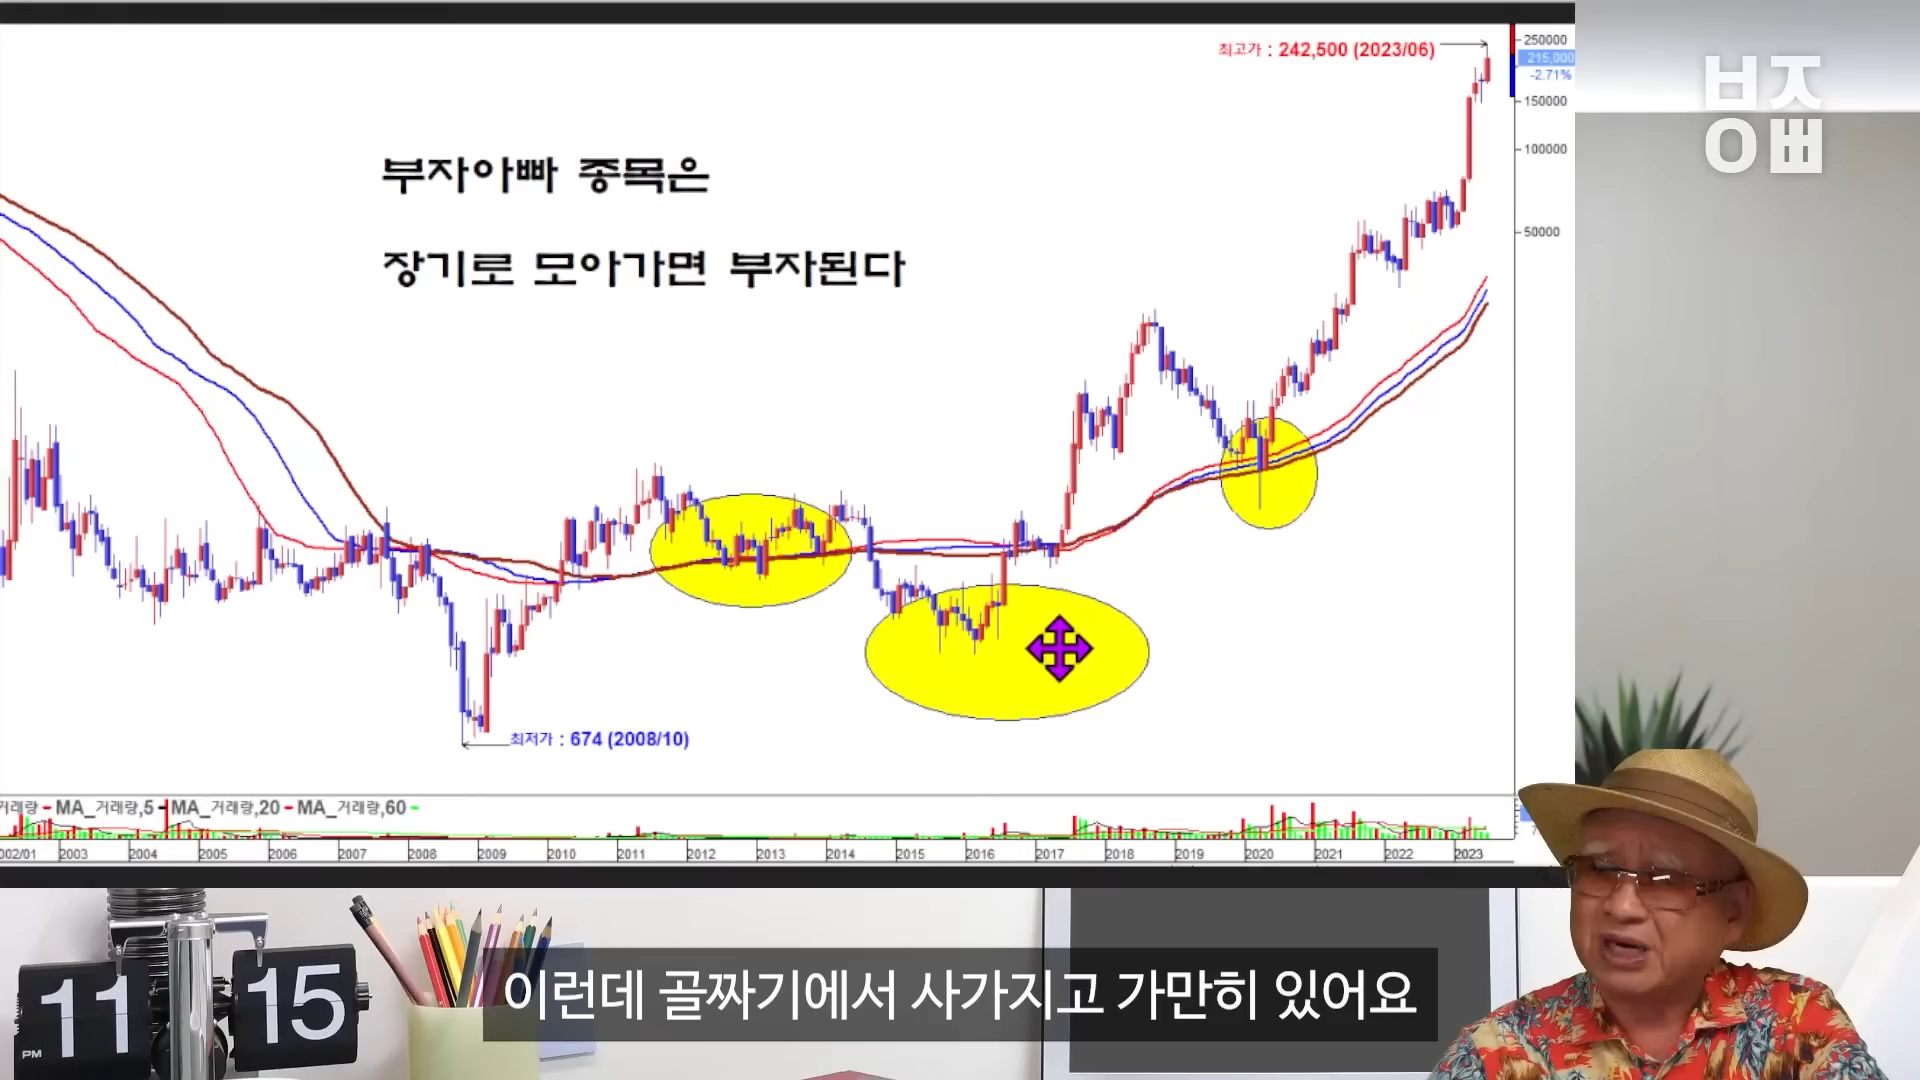 최고가 : 242,500 (2023/06)
250000
215,000
-2.71%
150000
100000
50000
부자아빠 종목은
장기로 모아가면 부자된다
최저가 : 674 (2008/10)
거래량 MA_거래량,5 MA_거래량,20 MA_거래량,60
002/01 2003 2004 2005 2006 2007 2008 2009 2010 2011 2012 2013 2014 2015 2016 2017 2018 2019 2020 2021 2022 2023
PM 11 15
이런데 골짜기에서 사가지고 가만히 있어요